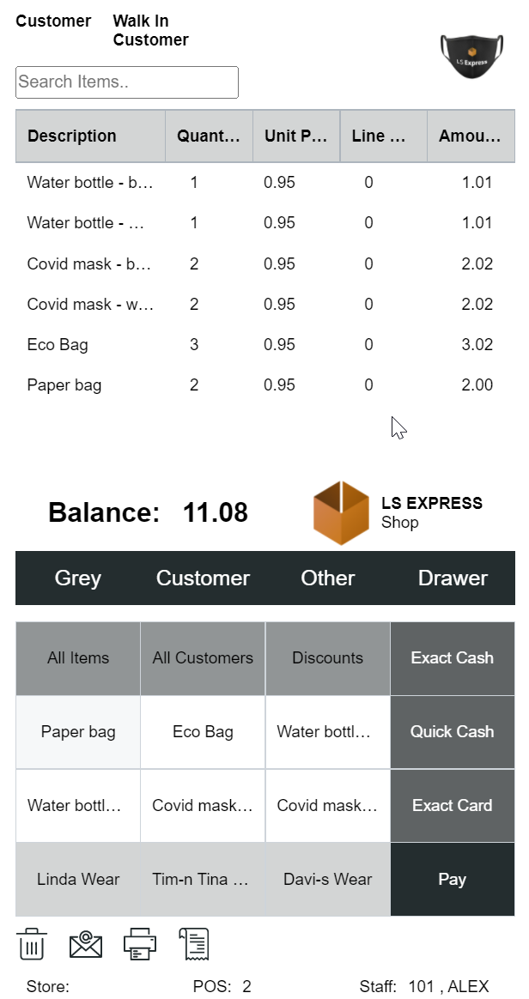 Customer Walk In
Customer
LS Express
Search Items..
Description Quant... Unit P... Line ... Amou...
Water bottle - b... 1 0.95 0 1.01
Water bottle - ... 1 0.95 0 1.01
Covid mask - b... 2 0.95 0 2.02
Covid mask - w... 2 0.95 0 2.02
Eco Bag 3 0.95 0 3.02
Paper bag 2 0.95 0 2.00
Balance: 11.08
LS EXPRESS
Shop
Grey Customer Other Drawer
All Items All Customers Discounts Exact Cash
Paper bag Eco Bag Water bottl... Quick Cash
Water bottl... Covid mask... Covid mask... Exact Card
Linda Wear Tim-n Tina ... Davi-s Wear Pay
Store: POS: 2 Staff: 101 , ALEX